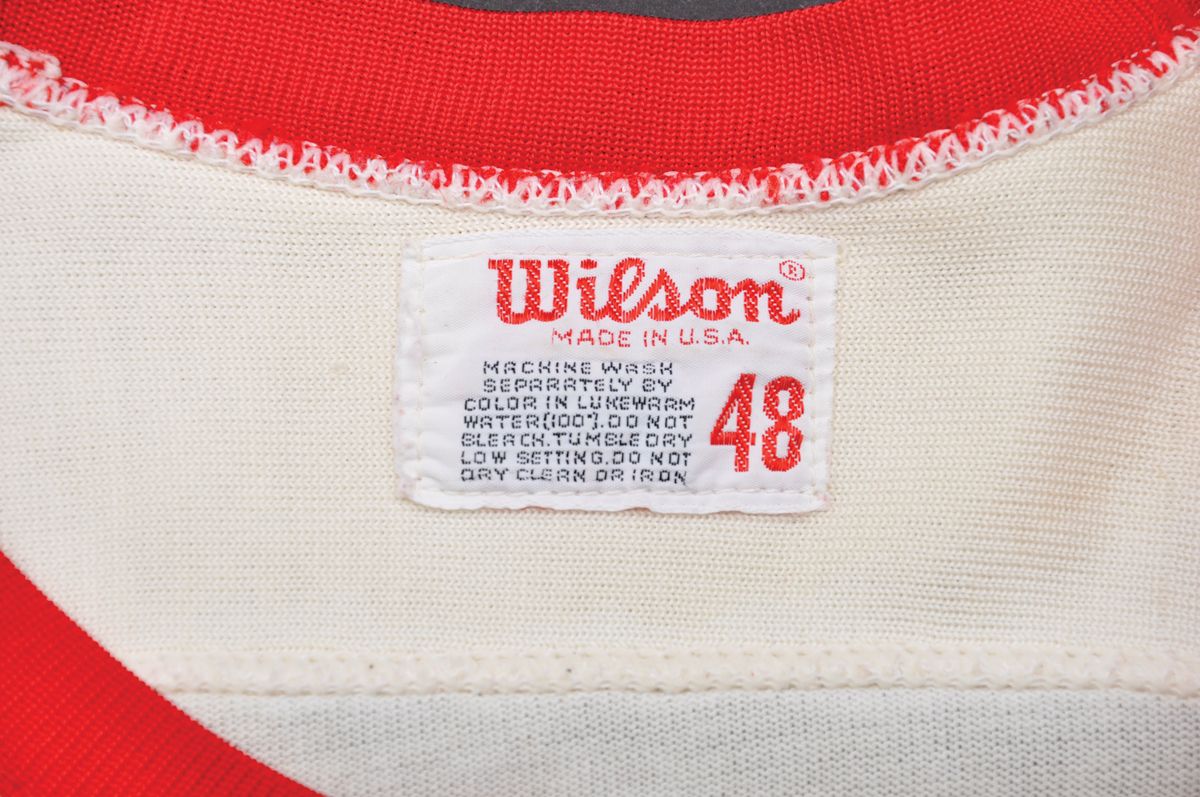 Wilson®
MADE IN U.S.A.
MACHINE WASH
SEPARATELY BY
COLOR IN LUKEWARM
WATER(100°).DO NOT
BLEACH.TUMBLE DRY
LOW SETTING.DO NOT
DRY CLEAN OR IRON
48